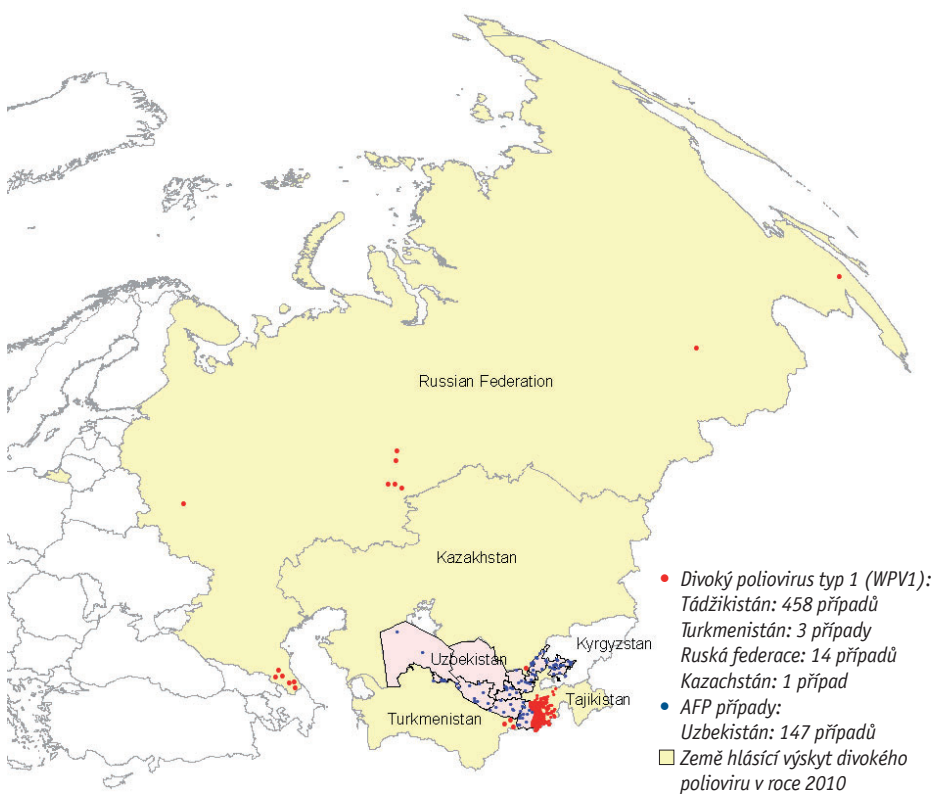 Russian Federation
Kazakhstan
Kyrgyzstan
Uzbekistan
Tajikistan
Turkmenistan
Divoký poliovirus typ 1 (WPV1):
Tádžikistán: 458 případů
Turkmenistán: 3 případy
Ruská federace: 14 případů
Kazachstán: 1 případ
AFP případy:
Uzbekistán: 147 případů
Země hlásící výskyt divokého
polioviru v roce 2010